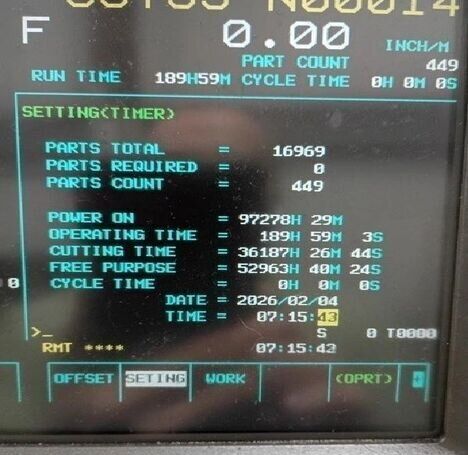 N00014
F 0.00 INCH/M
PART COUNT 449
RUN TIME 189H59M CYCLE TIME 0H 0M 0S
SETTING(TIMER)
PARTS TOTAL = 16969
PARTS REQUIRED = 0
PARTS COUNT = 449
POWER ON = 97278H 29M
OPERATING TIME = 189H 59M 3S
CUTTING TIME = 36187H 26M 44S
FREE PURPOSE = 52963H 40M 24S
CYCLE TIME = 0H 0M 0S
DATE = 2026/02/04
TIME = 07:15:43
>_ S 0 T0000
RMT **** 07:15:43
OFFSET SETING WORK (OPRT) +